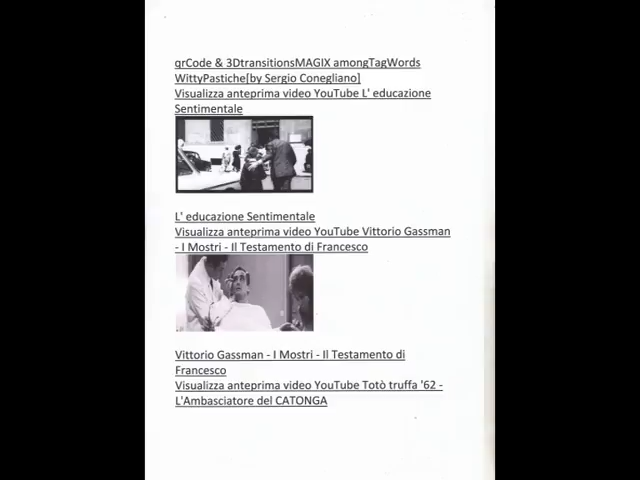 qrCode & 3DtransitionsMAGIX amongTagWords
WittyPastiche[by Sergio Conegliano]
Visualizza anteprima video YouTube L' educazione
Sentimentale
L' educazione Sentimentale
Visualizza anteprima video YouTube Vittorio Gassman
- I Mostri - Il Testamento di Francesco
Vittorio Gassman - I Mostri - Il Testamento di
Francesco
Visualizza anteprima video YouTube Totò truffa '62 -
L'Ambasciatore del CATONGA